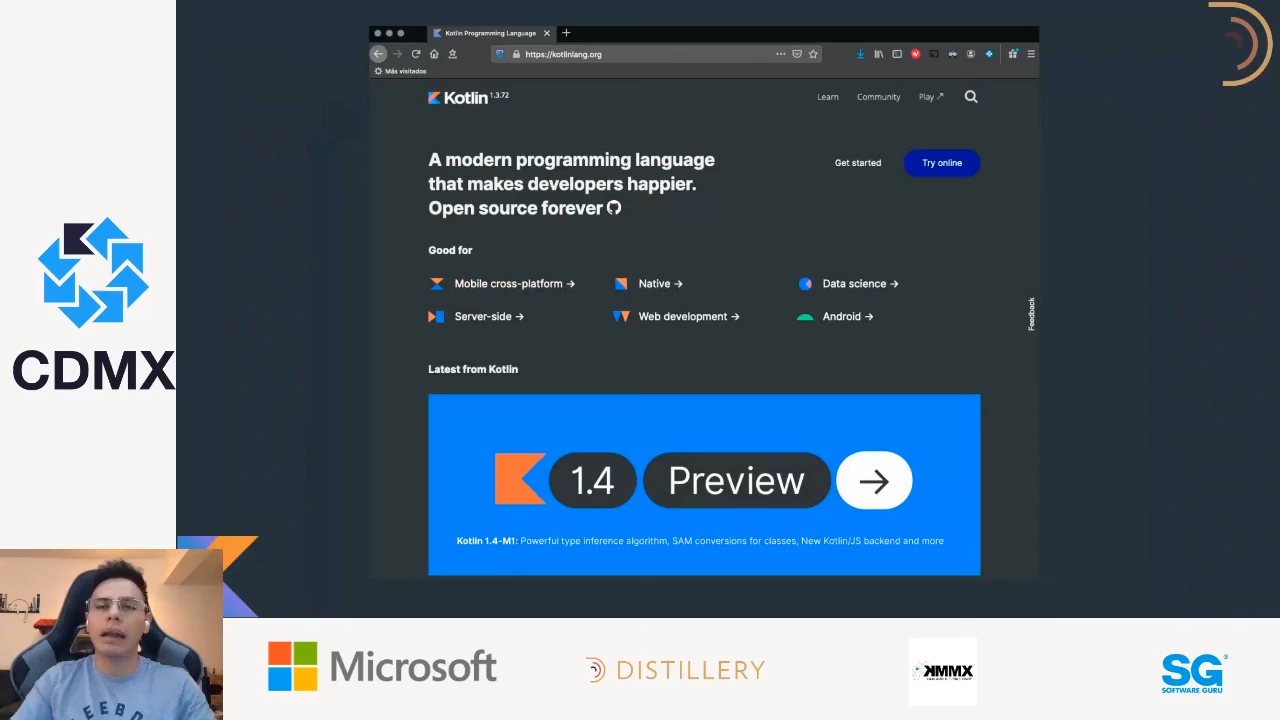 Kotlin Programming Language
https://kotlinlang.org
Más visitados
Kotlin 1.3.72
Learn
Community
Play ↗
A modern programming language
that makes developers happier.
Open source forever
Get started
Try online
Good for
Mobile cross-platform →
Native →
Data science →
Server-side →
Web development →
Android →
Feedback
Latest from Kotlin
1.4
Preview
→
Kotlin 1.4-M1: Powerful type inference algorithm, SAM conversions for classes, New Kotlin/JS backend and more
CDMX
Microsoft
DISTILLERY
KMMX
SG
SOFTWARE GURU